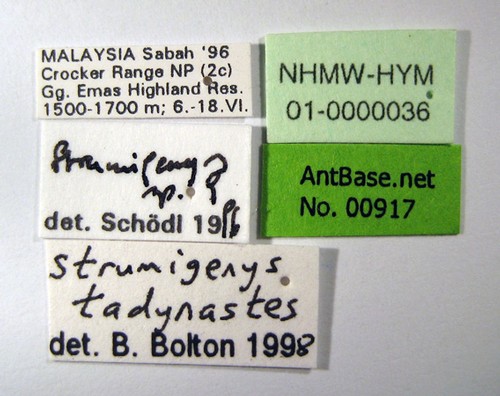 MALAYSIA Sabah '96
Crocker Range NP (2c)
Gg. Emas Highland Res.
1500-1700 m; 6.-18.VI.
NHMW-HYM
01-0000036
Strumigenys
sp.
det. Schödl 1996
AntBase.net
No. 00917
strumigenys
tadynastes
det. B. Bolton 1998